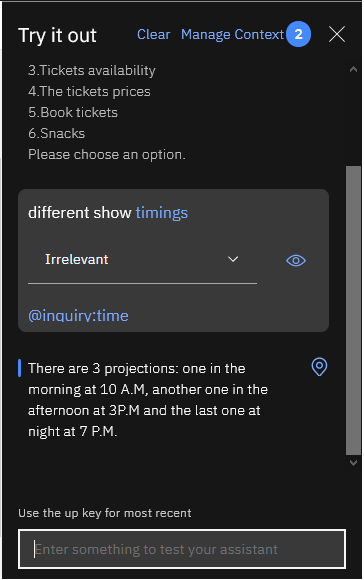 Try it out Clear Manage Context 2
3.Tickets availability
4.The tickets prices
5.Book tickets
6.Snacks
Please choose an option.
different show timings
Irrelevant
@inquiry:time
There are 3 projections: one in the
morning at 10 A.M, another one in the
afternoon at 3P.M and the last one at
night at 7 P.M.
Use the up key for most recent
Enter something to test your assistant